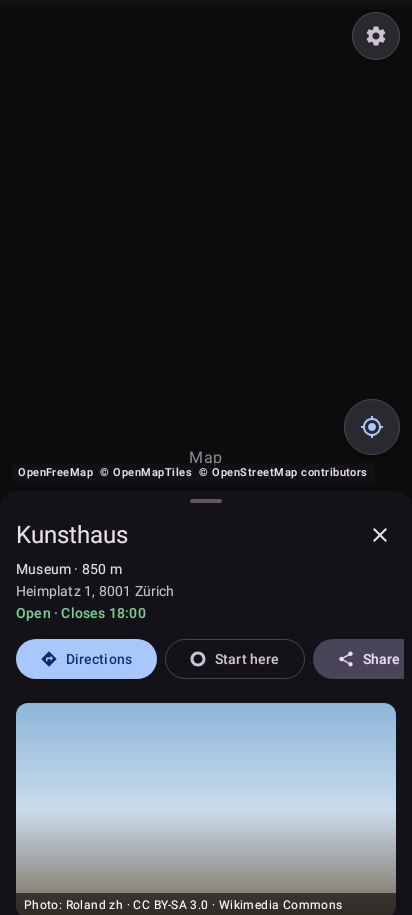 Map
OpenFreeMap © OpenMapTiles © OpenStreetMap contributors
Kunsthaus
Museum · 850 m
Heimplatz 1, 8001 Zürich
Open · Closes 18:00
Directions Start here Share
Photo: Roland zh · CC BY-SA 3.0 · Wikimedia Commons